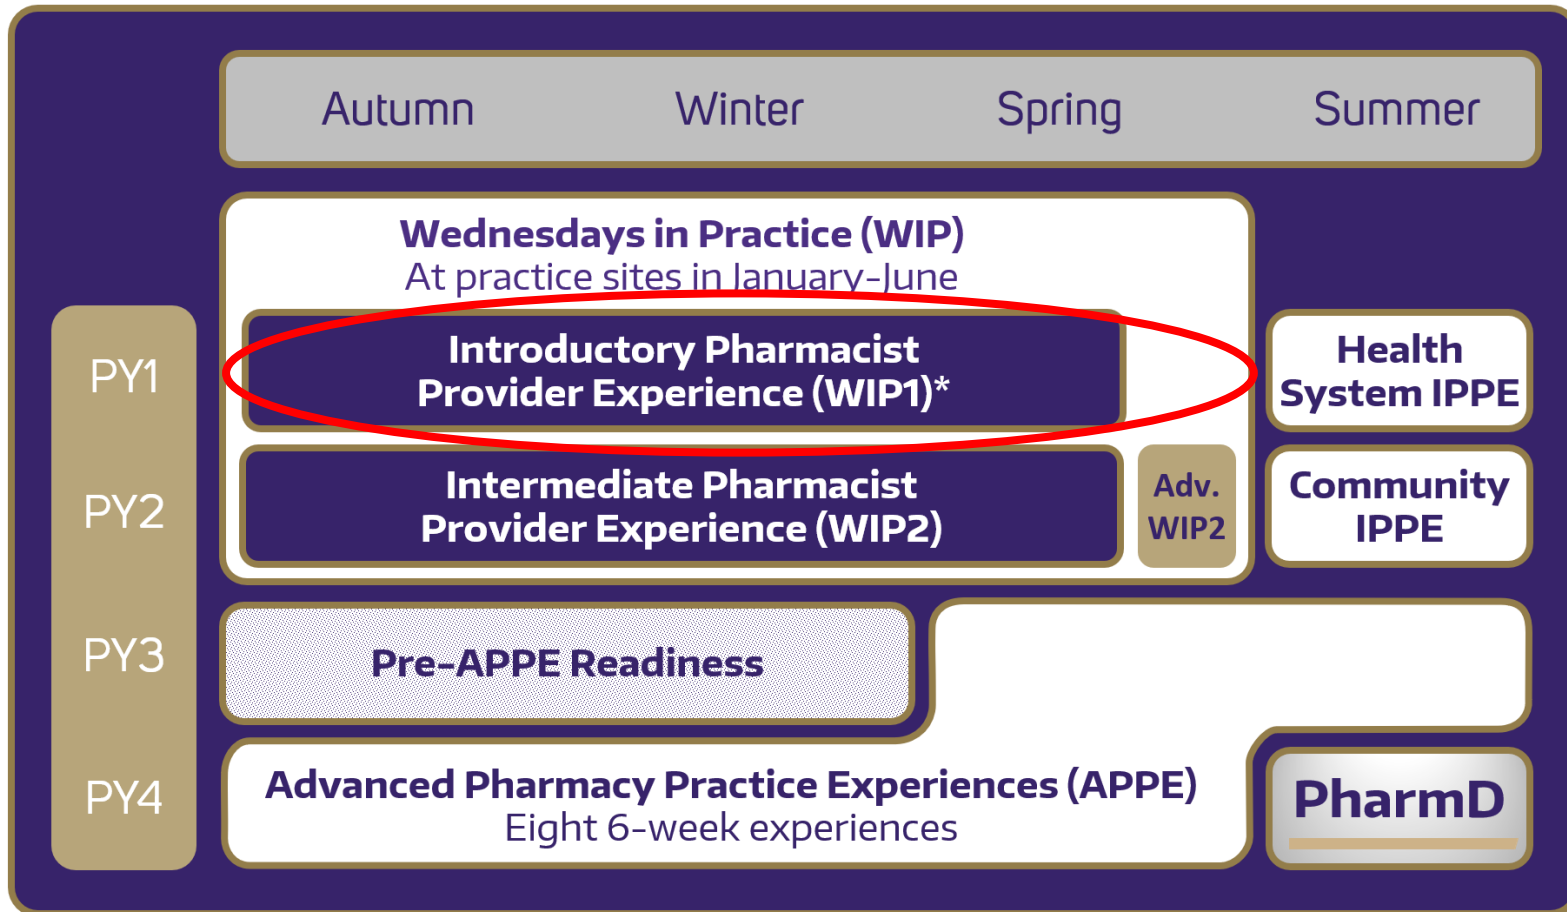 Autumn Winter Spring Summer
Wednesdays in Practice (WIP)
At practice sites in January-June
PY1
Introductory Pharmacist
Provider Experience (WIP1)*
Health
System IPPE
PY2
Intermediate Pharmacist
Provider Experience (WIP2)
Adv.
WIP2
Community
IPPE
PY3
Pre-APPE Readiness
PY4
Advanced Pharmacy Practice Experiences (APPE)
Eight 6-week experiences
PharmD